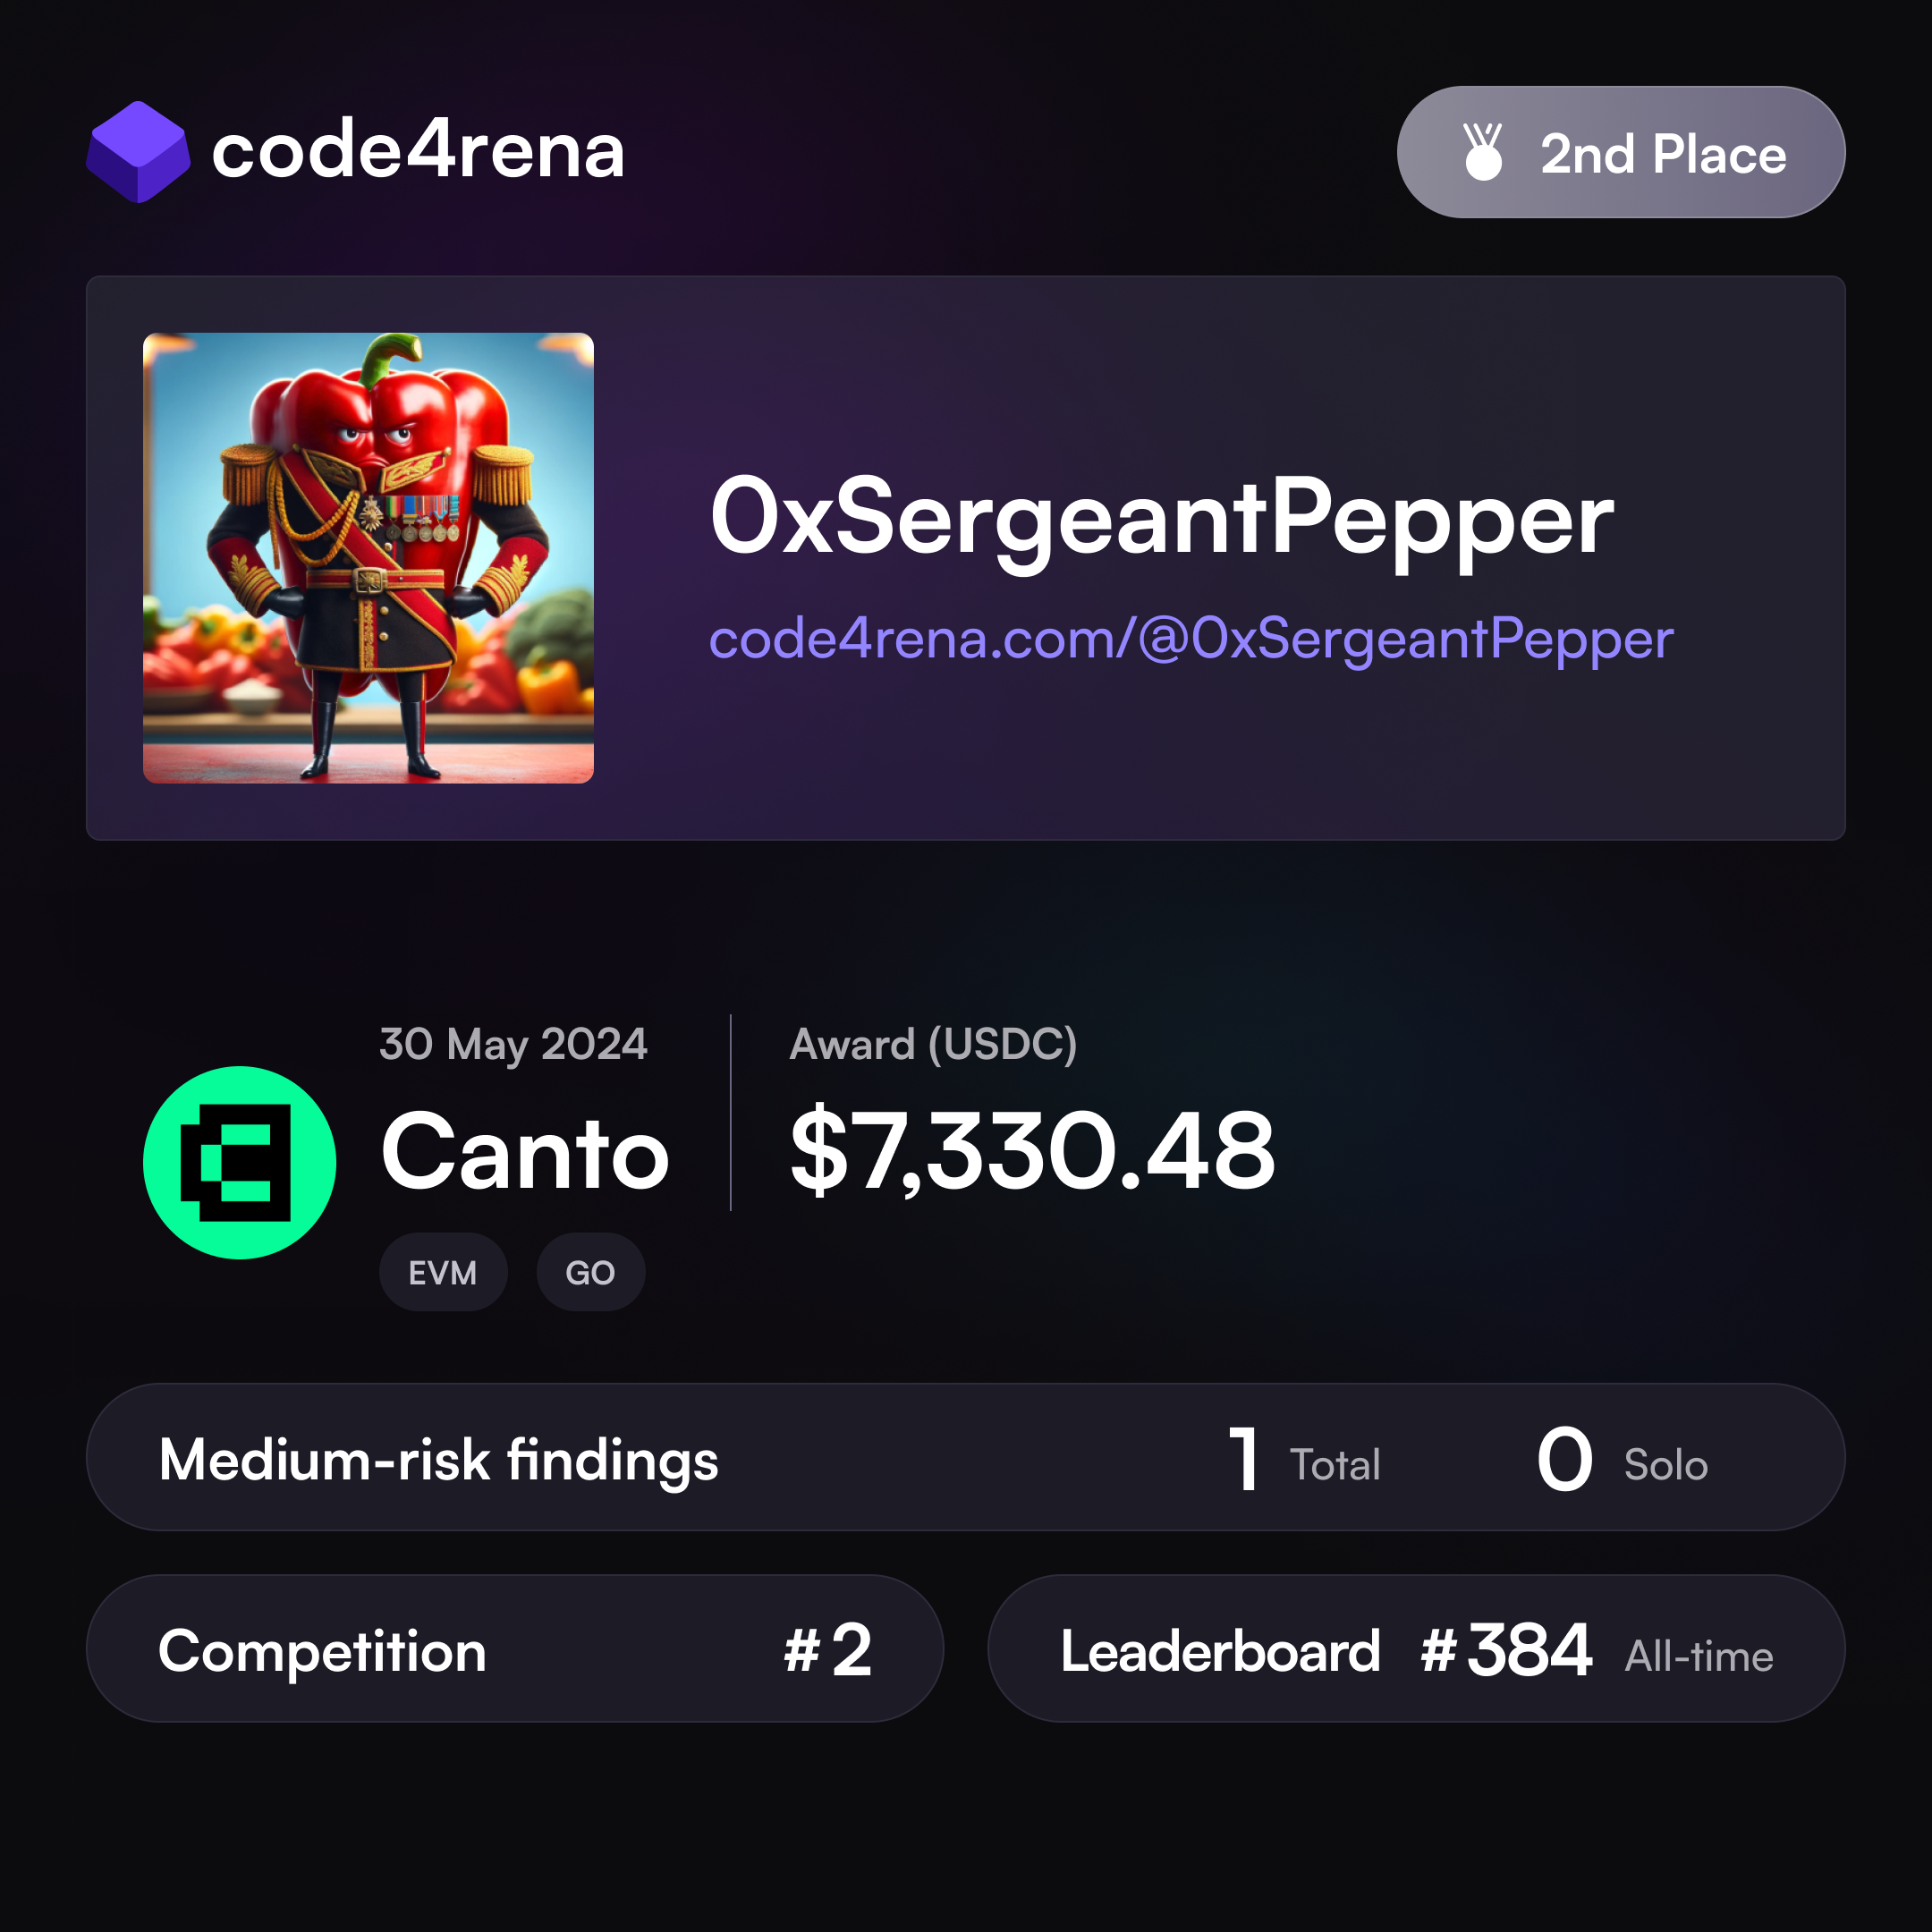 code4rena
2nd Place
0xSergeantPepper
code4rena.com/@0xSergeantPepper
30 May 2024
Canto
EVM GO
Award (USDC)
$7,330.48
Medium-risk findings 1 Total 0 Solo
Competition #2
Leaderboard #384 All-time